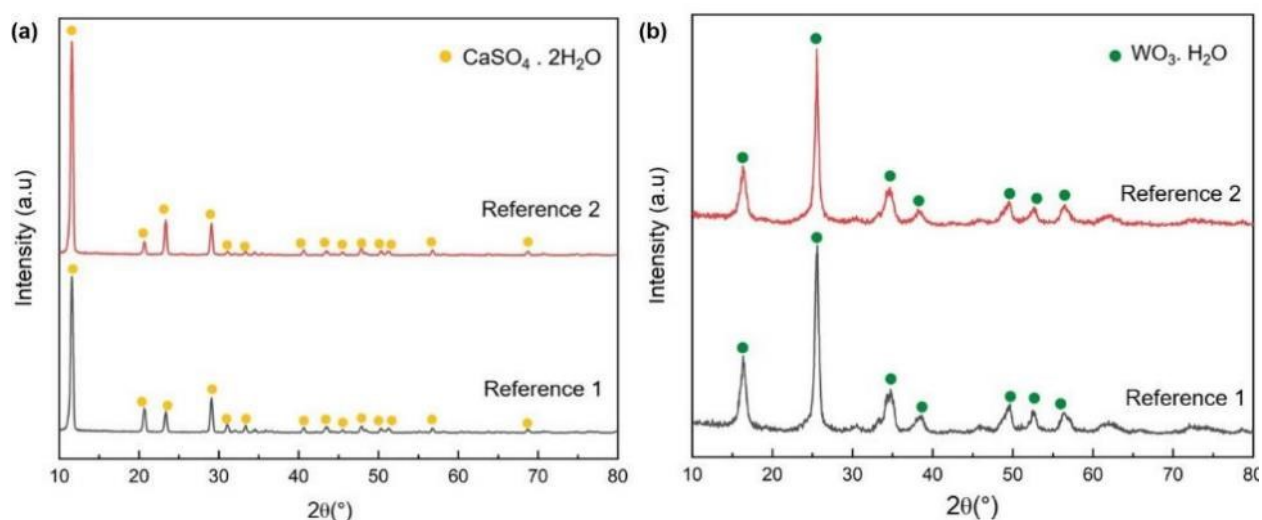 (a)
CaSO₄ . 2H₂O
Reference 2
Reference 1
Intensity (a.u)
10 20 30 40 50 60 70 80
2θ(°)
(b)
WO₃. H₂O
Reference 2
Reference 1
Intensity (a.u)
10 20 30 40 50 60 70 80
2θ(°)